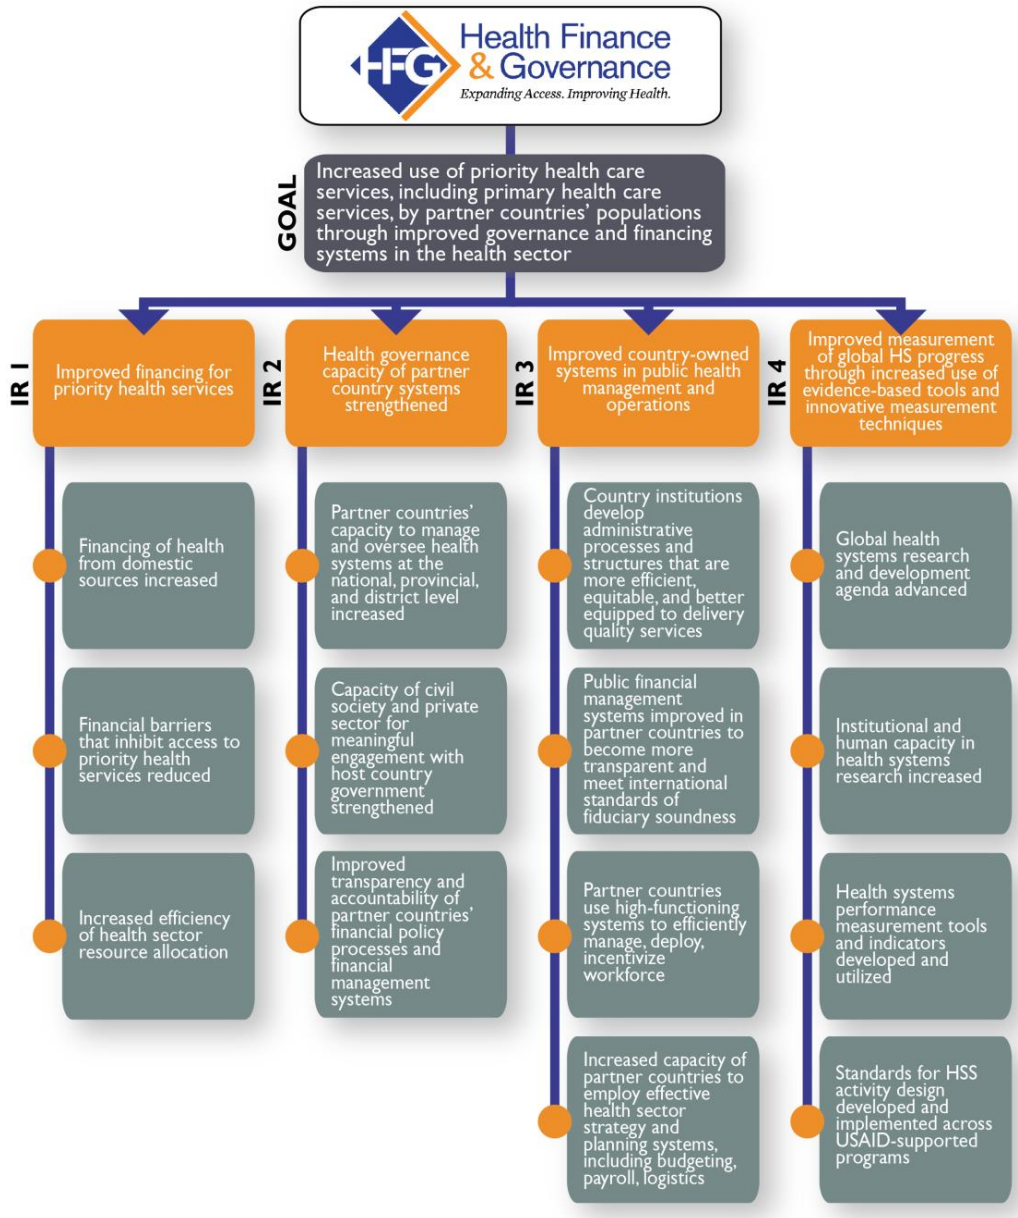 HFG
Health Finance
& Governance
Expanding Access. Improving Health.
GOAL
Increased use of priority health care
services, including primary health care
services, by partner countries' populations
through improved governance and financing
systems in the health sector
IR 1
Improved financing for
priority health services
Financing of health
from domestic
sources increased
Financial barriers
that inhibit access to
priority health
services reduced
Increased efficiency
of health sector
resource allocation
IR 2
Health governance
capacity of partner
country systems
strengthened
Partner countries'
capacity to manage
and oversee health
systems at the
national, provincial,
and district level
increased
Capacity of civil
society and private
sector for
meaningful
engagement with
host country
government
strengthened
Improved
transparency and
accountability of
partner countries'
financial policy
processes and
financial
management
systems
IR 3
Improved country-owned
systems in public health
management and
operations
Country institutions
develop
administrative
processes and
structures that are
more efficient,
equitable, and better
equipped to delivery
quality services
Public financial
management
systems improved in
partner countries to
become more
transparent and
meet international
standards of
fiduciary soundness
Partner countries
use high-functioning
systems to efficiently
manage, deploy,
incentivize
workforce
Increased capacity of
partner countries to
employ effective
health sector
strategy and
planning systems,
including budgeting,
payroll, logistics
IR 4
Improved measurement
of global HS progress
through increased use of
evidence-based tools and
innovative measurement
techniques
Global health
systems research
and development
agenda advanced
Institutional and
human capacity in
health systems
research increased
Health systems
performance
measurement tools
and indicators
developed and
utilized
Standards for HSS
activity design
developed and
implemented across
USAID-supported
programs